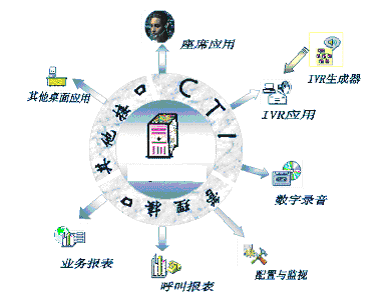 座席应用
IVR生成器
其他桌面应用
IVR应用
CTI
其他接口
管理接口
数字录音
业务报表
呼叫报表
配置与监视